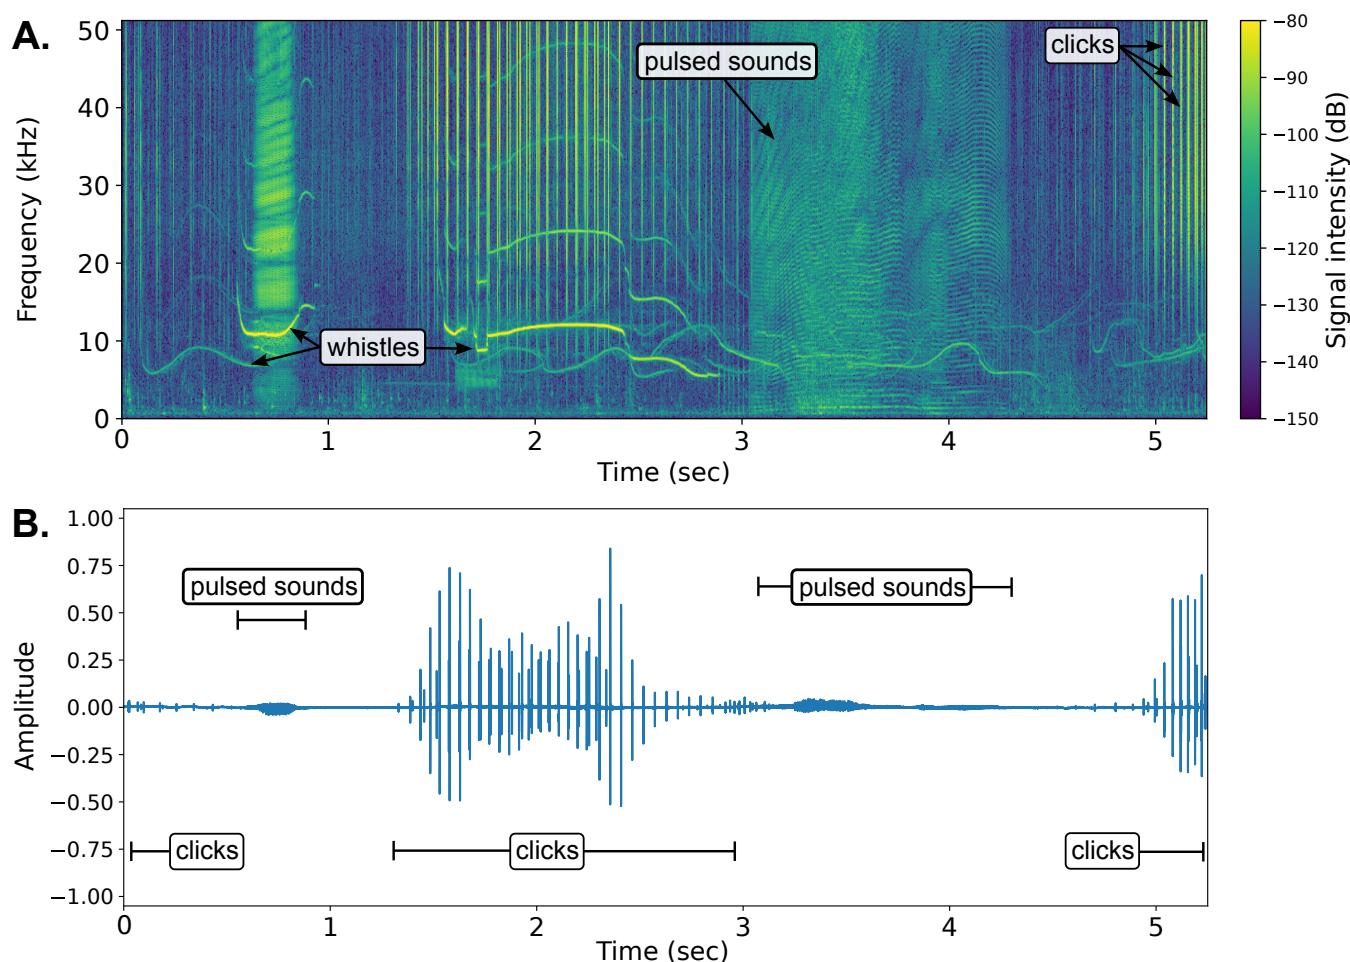 A.
50
40
30
20
10
0
Frequency (kHz)
pulsed sounds
clicks
whistles
0 1 2 3 4 5
Time (sec)
−80
−90
−100
−110
−120
−130
−140
−150
Signal intensity (dB)
B.
1.00
0.75
0.50
0.25
0.00
−0.25
−0.50
−0.75
−1.00
Amplitude
pulsed sounds
pulsed sounds
clicks
clicks
clicks
0 1 2 3 4 5
Time (sec)